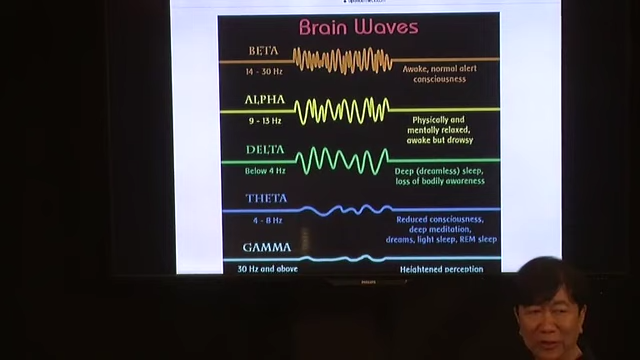 Brain Waves
BETA
14 - 30 Hz
Awake, normal alert
consciousness
ALPHA
9 - 13 Hz
Physically and
mentally relaxed,
awake but drowsy
DELTA
Below 4 Hz
Deep (dreamless) sleep,
loss of bodily awareness
THETA
4 - 8 Hz
Reduced consciousness,
deep meditation,
dreams, light sleep, REM sleep
GAMMA
30 Hz and above
Heightened perception
PHILIPS